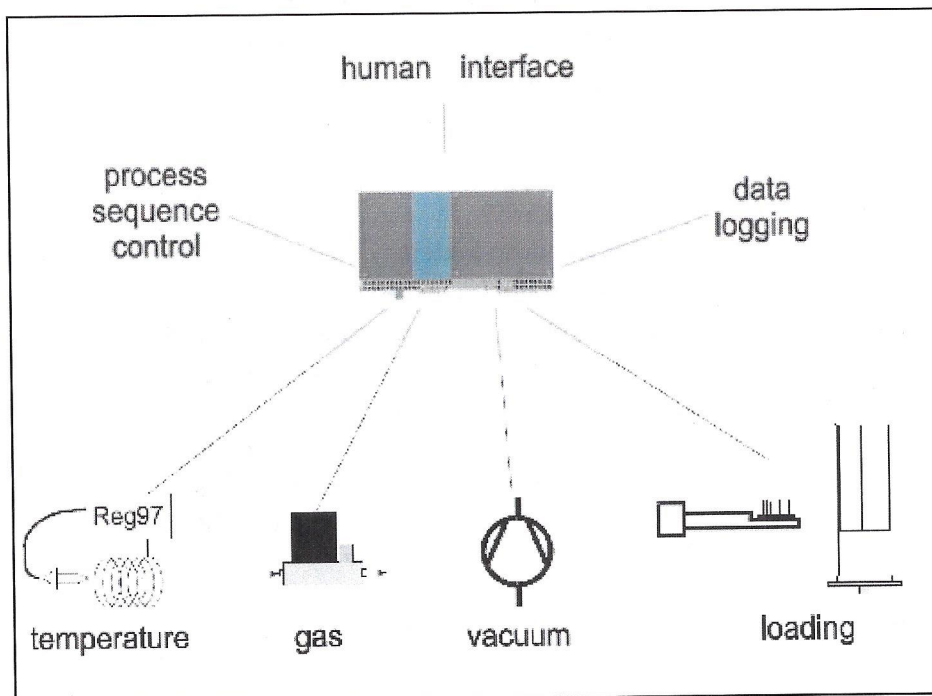 human interface
process
sequence
control
data
logging
Reg97
temperature
gas
vacuum
loading